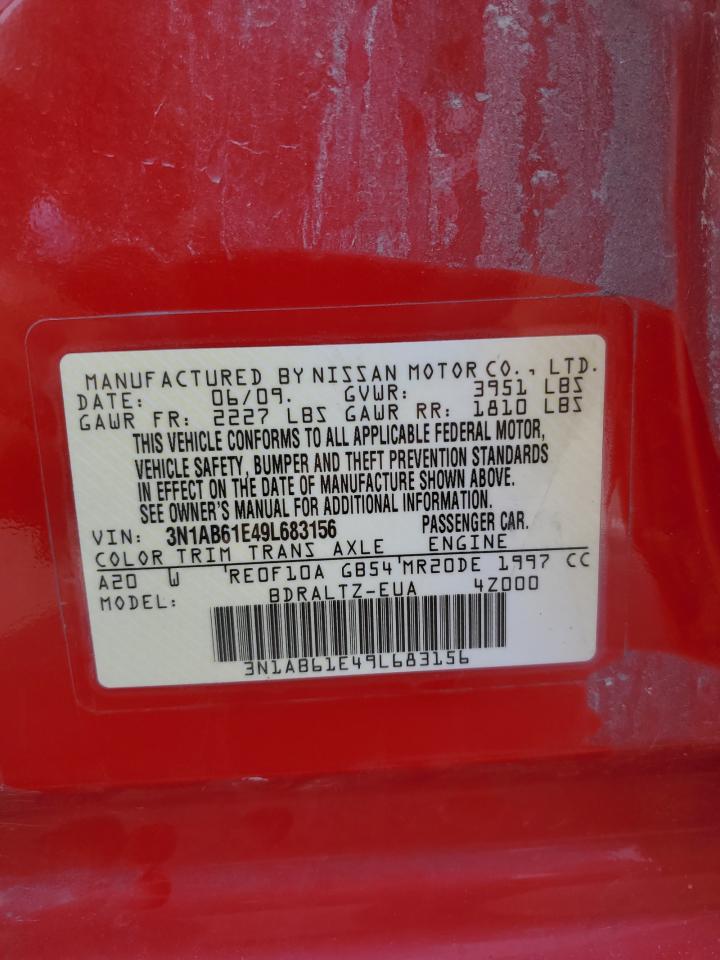 MANUFACTURED BY NISSAN MOTOR CO., LTD.
DATE: 06/09. GVWR: 3951 LBS
GAWR FR: 2227 LBS GAWR RR: 1810 LBS
THIS VEHICLE CONFORMS TO ALL APPLICABLE FEDERAL MOTOR,
VEHICLE SAFETY, BUMPER AND THEFT PREVENTION STANDARDS
IN EFFECT ON THE DATE OF MANUFACTURE SHOWN ABOVE.
SEE OWNER'S MANUAL FOR ADDITIONAL INFORMATION.
VIN: 3N1AB61E49L683156 PASSENGER CAR.
COLOR TRIM TRANS AXLE ENGINE
A20 W RE0F10A GB54 MR20DE 1997 CC
MODEL: BDRALTZ-EUA 4Z000
3N1AB61E49L683156